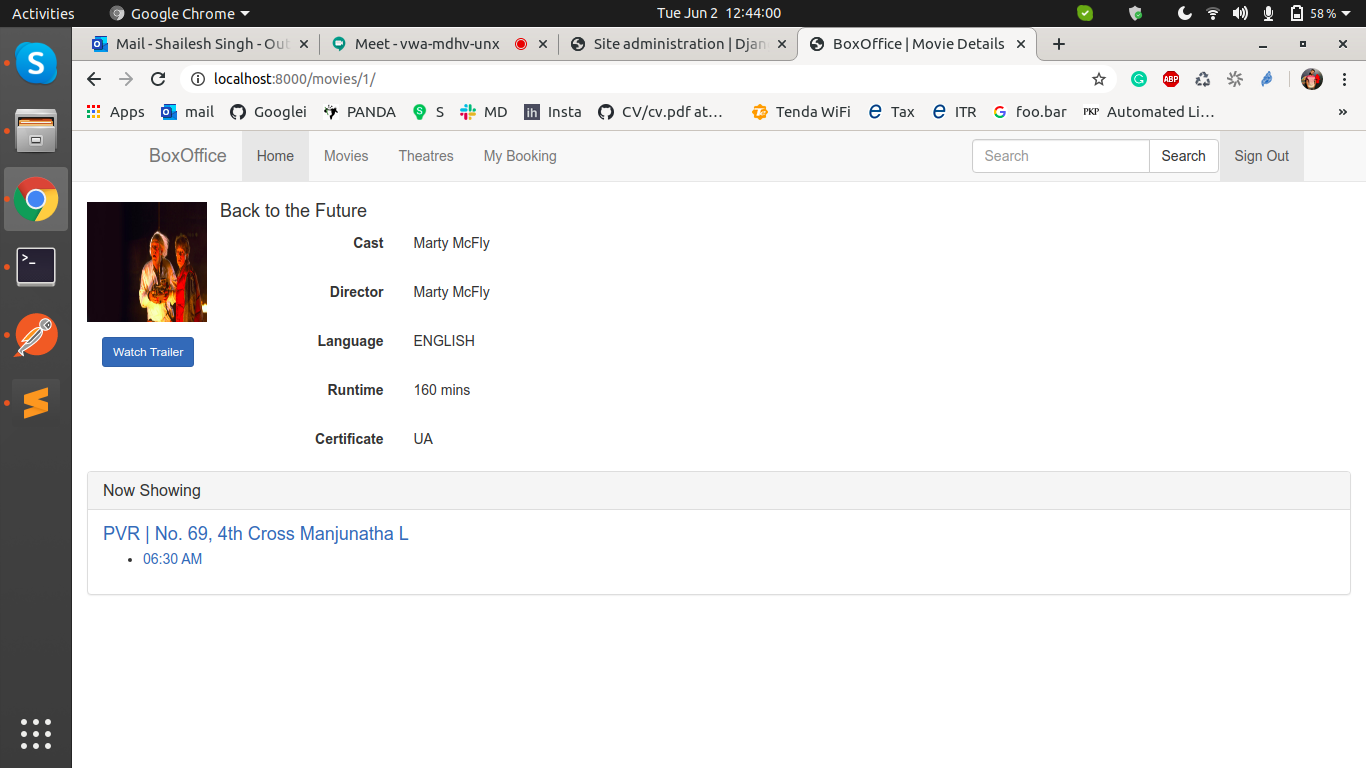 Activities Google Chrome Tue Jun 2 12:44:00 58 %
Mail - Shailesh Singh - Out Meet - vwa-mdhv-unx Site administration | Djan BoxOffice | Movie Details
localhost:8000/movies/1/ ABP
Apps mail Googlei PANDA S S MD ih Insta CV/cv.pdf at… Tenda WiFi Tax ITR G foo.bar PKP Automated Li… »
BoxOffice Home Movies Theatres My Booking Search Search Sign Out
Back to the Future
Cast Marty McFly
Director Marty McFly
Language ENGLISH
Runtime 160 mins
Certificate UA
Watch Trailer
Now Showing
PVR | No. 69, 4th Cross Manjunatha L
• 06:30 AM